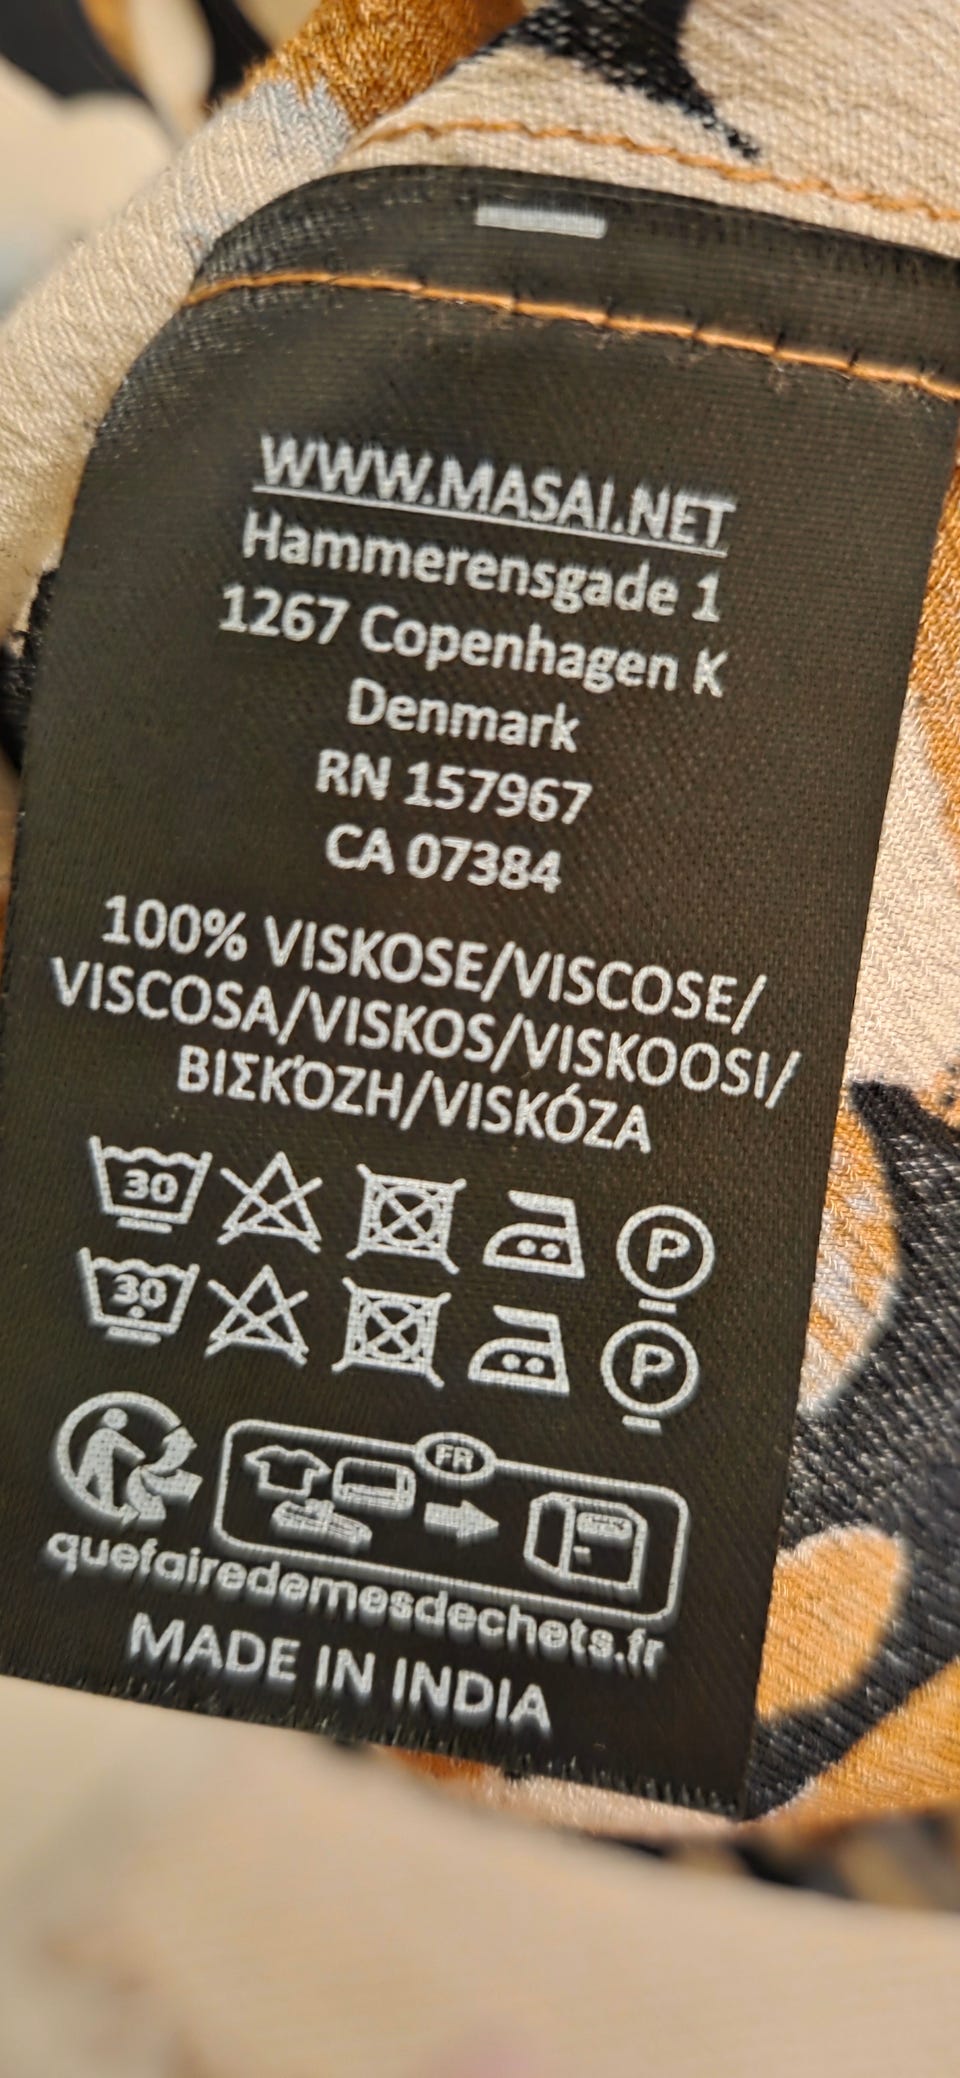 WWW.MASAI.NET
Hammerensgade 1
1267 Copenhagen K
Denmark
RN 157967
CA 07384
100% VISKOSE/VISCOSE/
VISCOSA/VISKOS/VISKOOSI/
ΒΙΣΚΌΖΗ/VISKÓZA
30
P
30
P
FR
quefairedemesdechets.fr
MADE IN INDIA